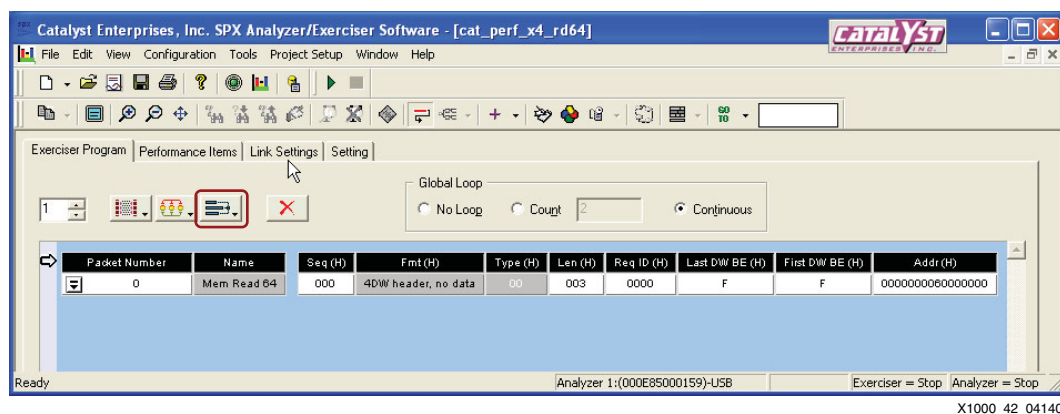 Catalyst Enterprises, Inc. SPX Analyzer/Exerciser Software - [cat_perf_x4_rd64]
CATALYST
ENTERPRISES INC.
File Edit View Configuration Tools Project Setup Window Help
GO TO
Exerciser Program Performance Items Link Settings Setting
Global Loop
1 No Loop Count 2 Continuous
Packet Number Name Seq (H) Fmt (H) Type (H) Len (H) Req ID (H) Last DW BE (H) First DW BE (H) Addr (H)
0 Mem Read 64 000 4DW header, no data 00 003 0000 F F 0000000060000000
Ready Analyzer 1:(000E85000159)-USB Exerciser = Stop Analyzer = Stop
X1000_42_0414